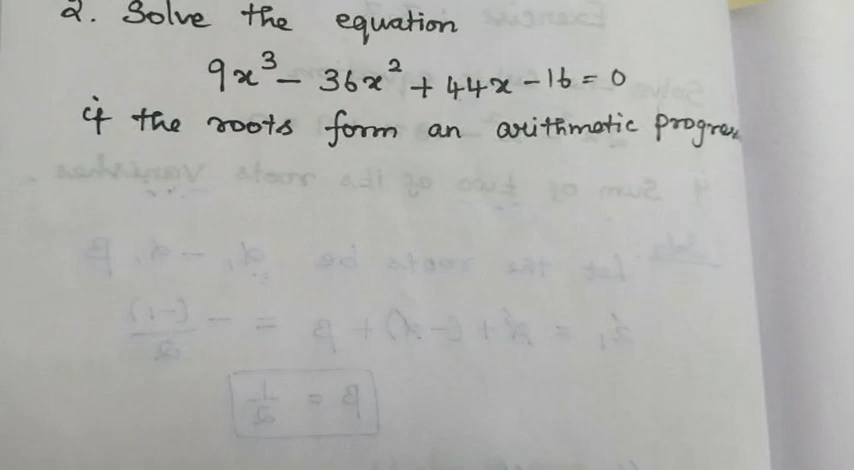 2. Solve the equation
9x³ - 36x² + 44x - 16 = 0
if the roots form an arithmetic progres